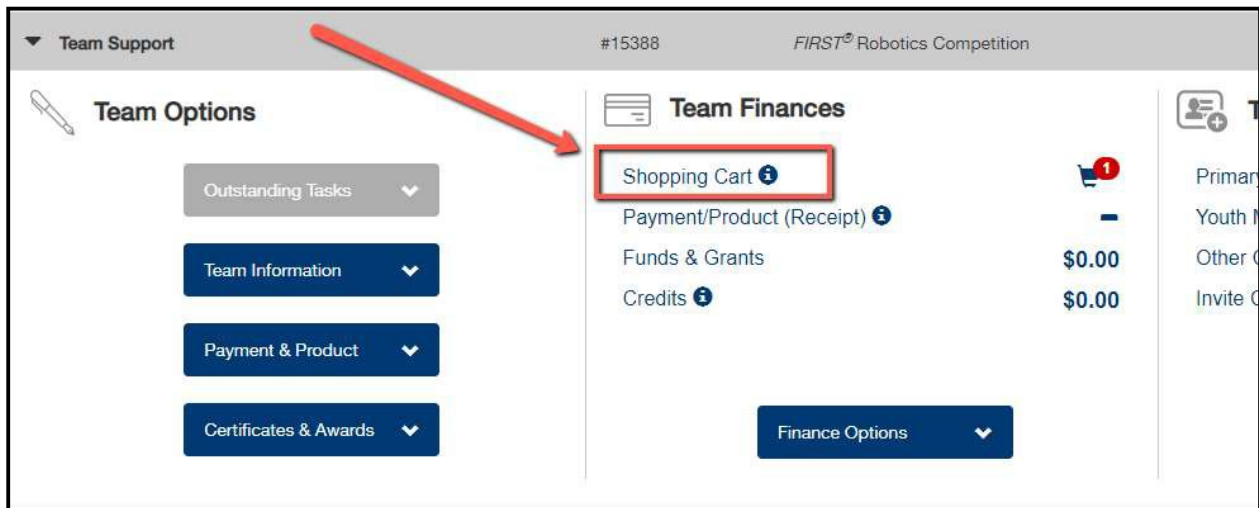 Team Support #15388 FIRST® Robotics Competition
Team Options
Outstanding Tasks
Team Information
Payment & Product
Certificates & Awards
Team Finances
Shopping Cart 1
Payment/Product (Receipt) –
Funds & Grants $0.00
Credits $0.00
Finance Options
Primary
Youth
Other
Invite